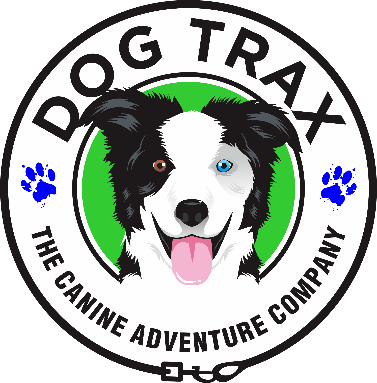 DOG TRAX
THE CANINE ADVENTURE COMPANY